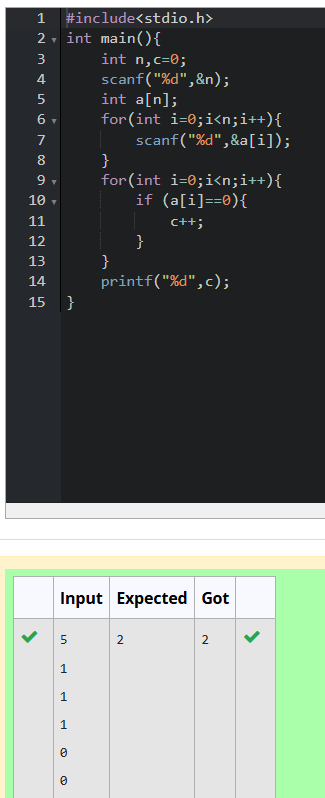 1 #include<stdio.h>
2 int main(){
3 int n,c=0;
4 scanf("%d",&n);
5 int a[n];
6 for(int i=0;i<n;i++){
7 scanf("%d",&a[i]);
8 }
9 for(int i=0;i<n;i++){
10 if (a[i]==0){
11 c++;
12 }
13 }
14 printf("%d",c);
15 }
Input Expected Got
5 2 2
1
1
1
0
0